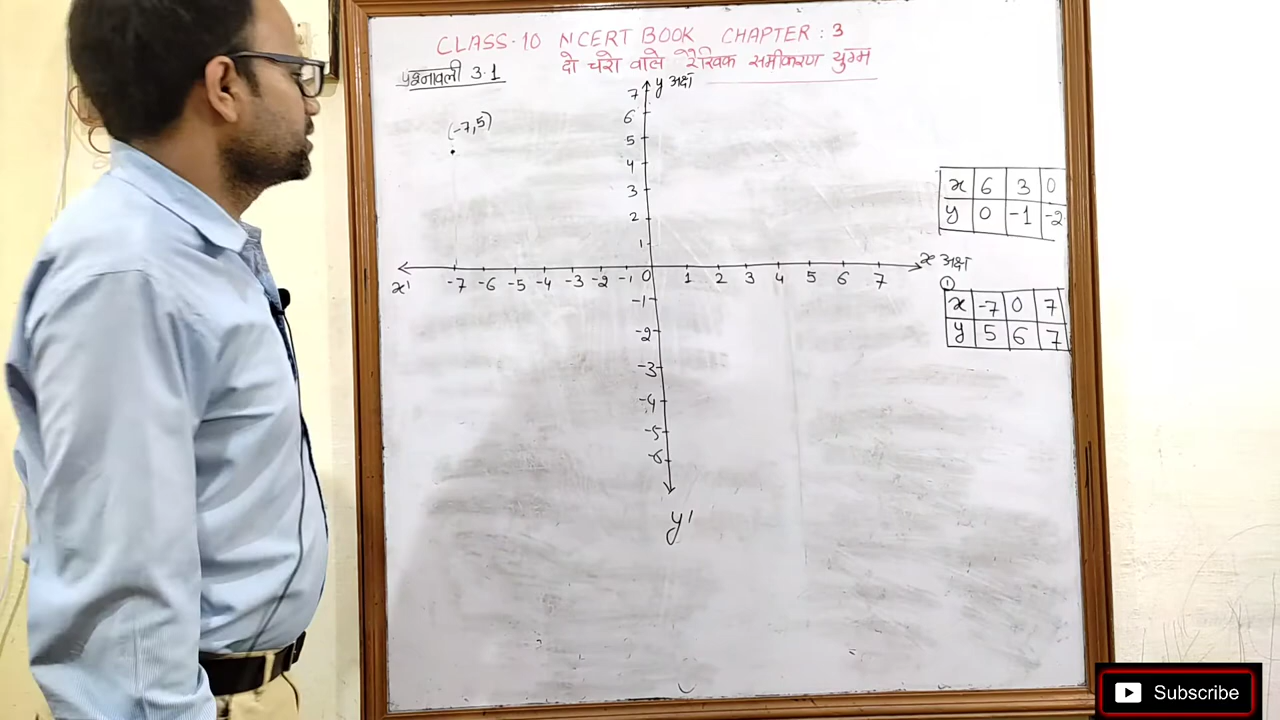 CLASS-10 NCERT BOOK CHAPTER : 3
दो चरो वाले रैखिक समीकरण युग्म
प्रश्नावली 3.1
y अक्ष
7
6
(-7,5)
5
4
3
2
1
x' -7 -6 -5 -4 -3 -2 -1 0 1 2 3 4 5 6 7 x अक्ष
-1
-2
-3
-4
-5
-6
y'
x 6 3 0
y 0 -1 -2
①
x -7 0 7
y 5 6 7
Subscribe